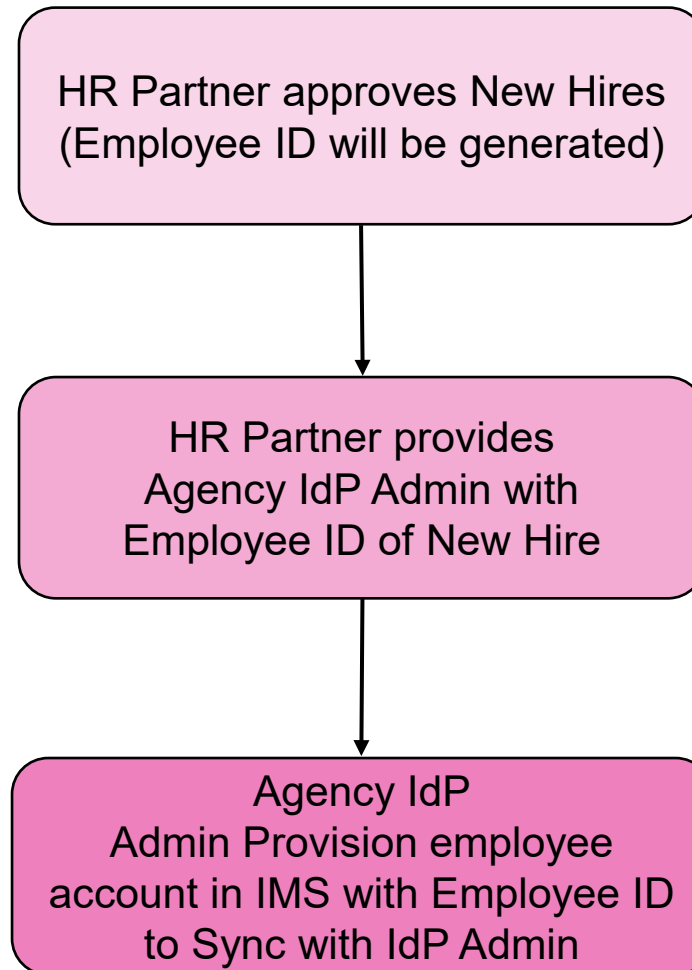 HR Partner approves New Hires
(Employee ID will be generated)
HR Partner provides
Agency IdP Admin with
Employee ID of New Hire
Agency IdP
Admin Provision employee
account in IMS with Employee ID
to Sync with IdP Admin